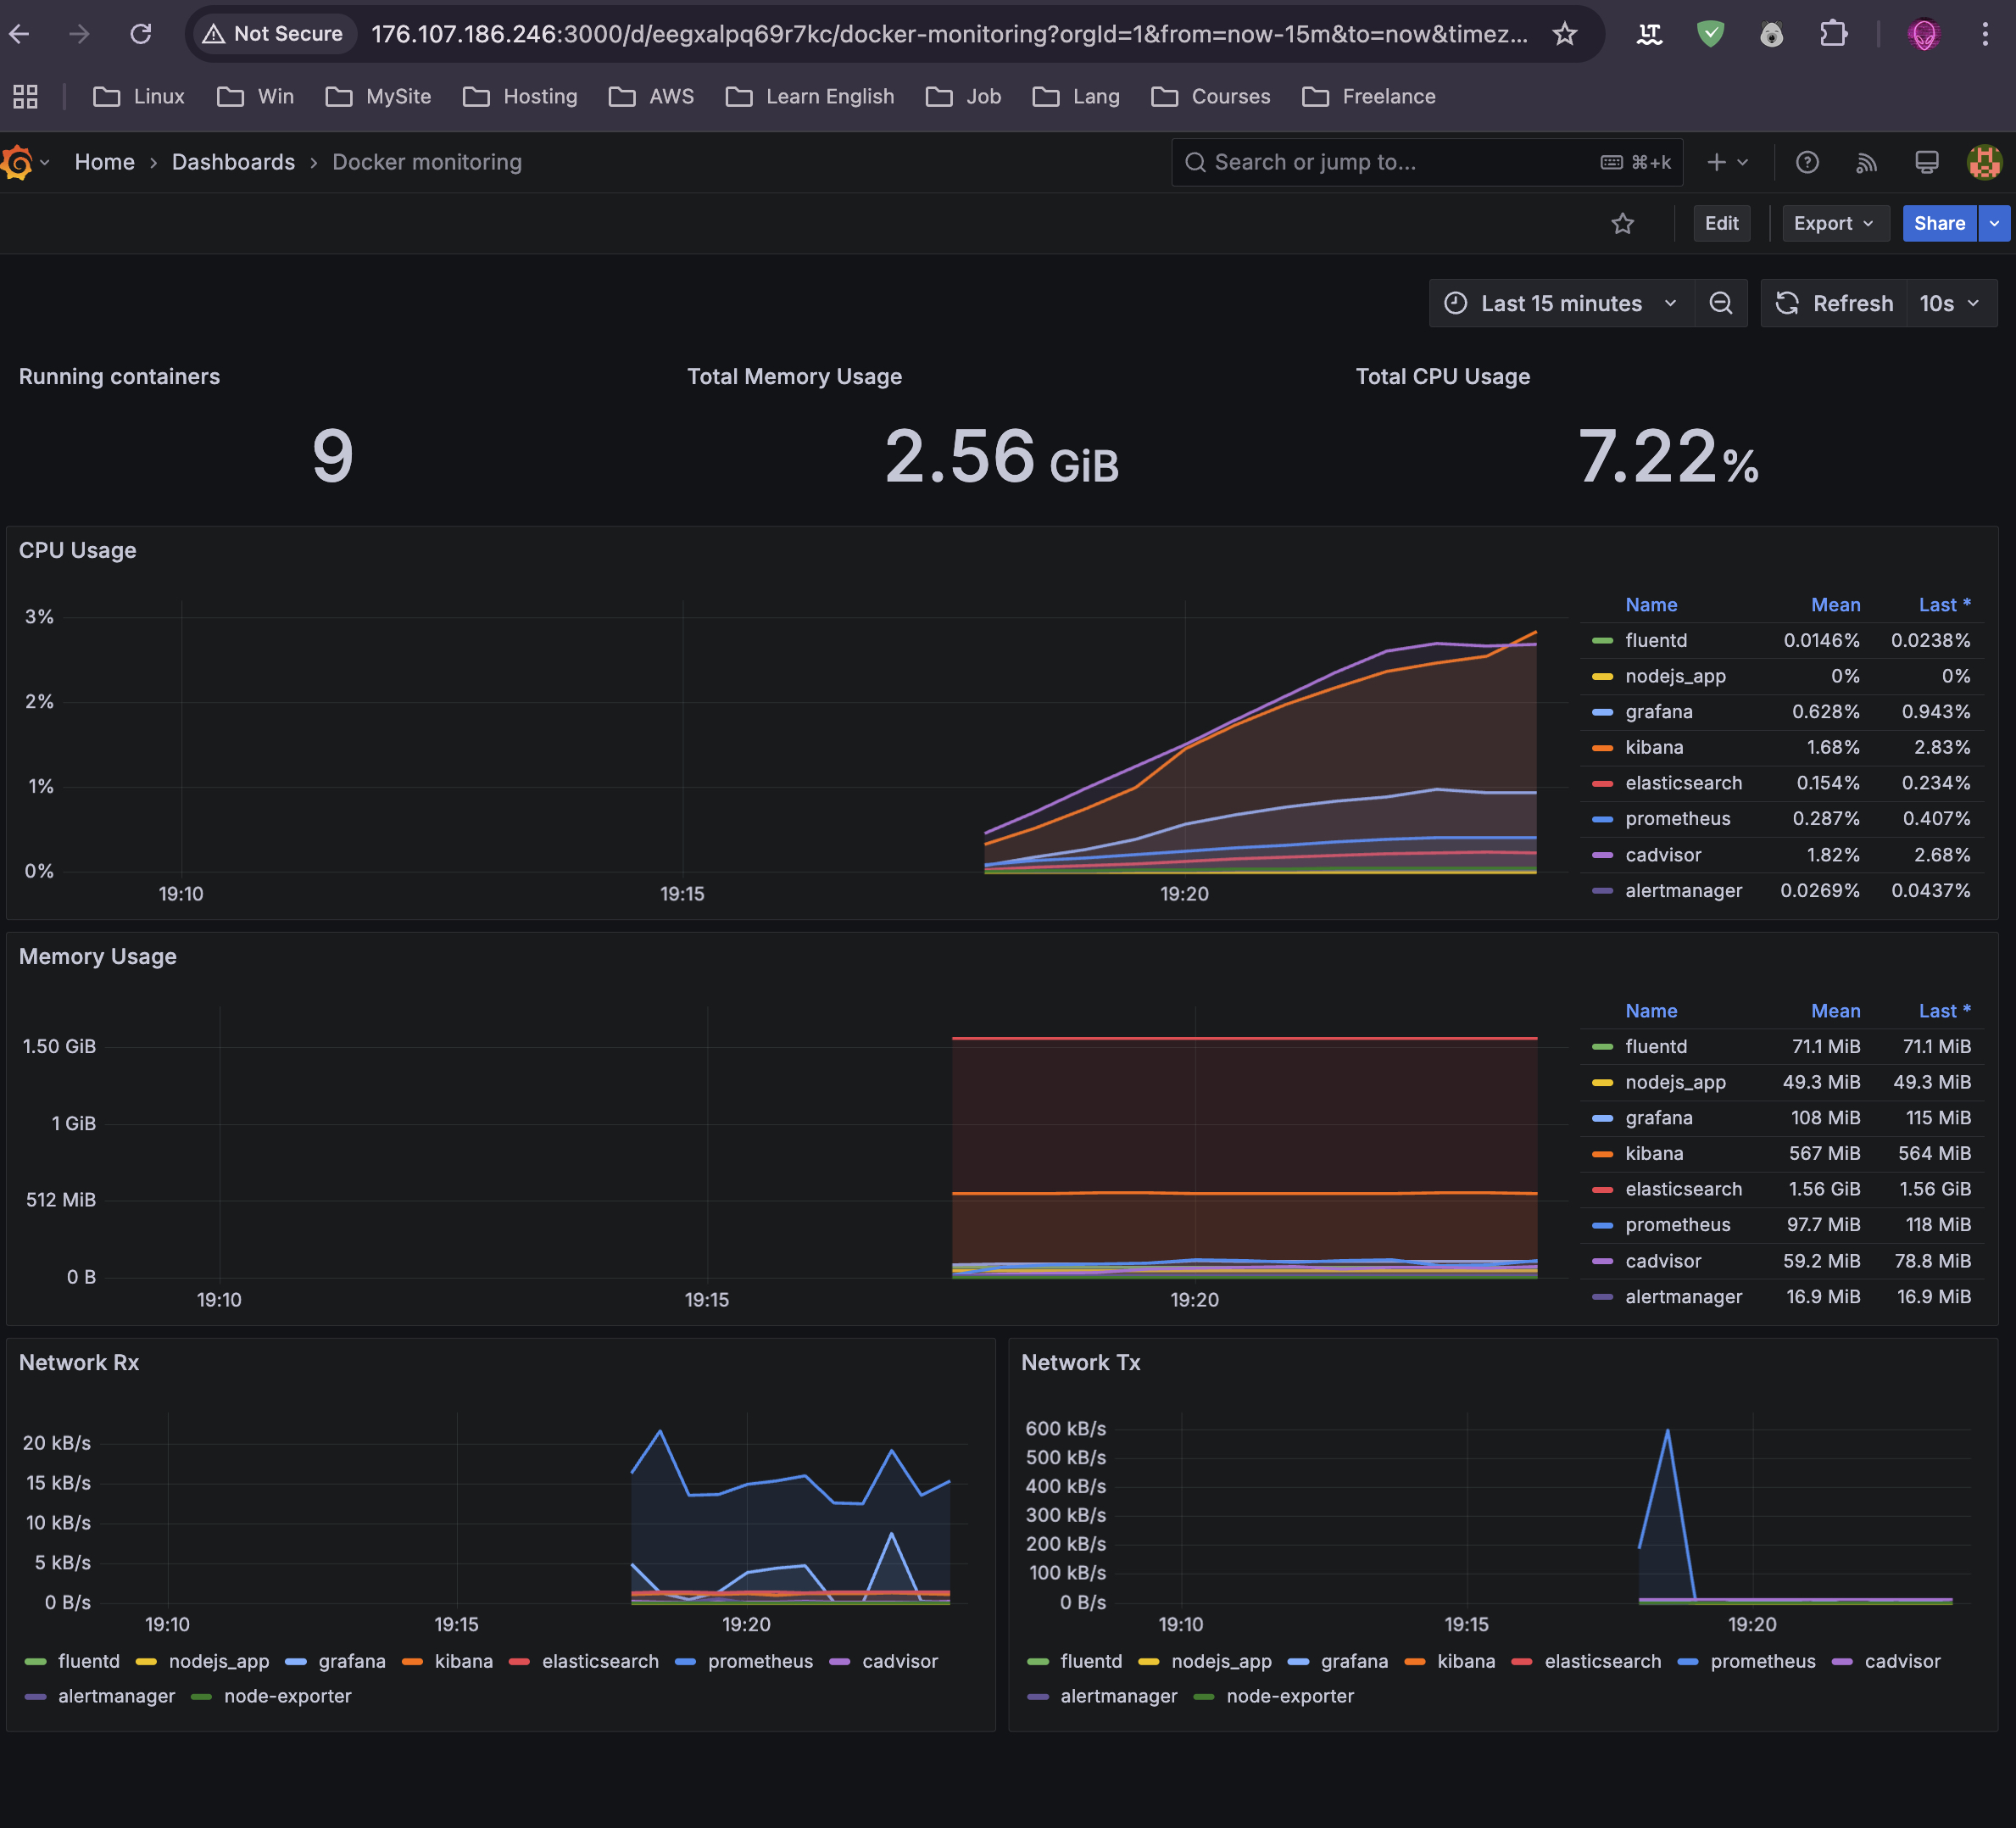 Not Secure 176.107.186.246:3000/d/eegxalpq69r7kc/docker-monitoring?orgId=1&from=now-15m&to=now&timez...
Linux Win MySite Hosting AWS Learn English Job Lang Courses Freelance
Home › Dashboards › Docker monitoring Search or jump to... ⌘+k
Edit Export Share
Last 15 minutes Refresh 10s
Running containers Total Memory Usage Total CPU Usage
9 2.56 GiB 7.22%
CPU Usage
3%
2%
1%
0%
19:10 19:15 19:20
Name Mean Last *
fluentd 0.0146% 0.0238%
nodejs_app 0% 0%
grafana 0.628% 0.943%
kibana 1.68% 2.83%
elasticsearch 0.154% 0.234%
prometheus 0.287% 0.407%
cadvisor 1.82% 2.68%
alertmanager 0.0269% 0.0437%
Memory Usage
1.50 GiB
1 GiB
512 MiB
0 B
19:10 19:15 19:20
Name Mean Last *
fluentd 71.1 MiB 71.1 MiB
nodejs_app 49.3 MiB 49.3 MiB
grafana 108 MiB 115 MiB
kibana 567 MiB 564 MiB
elasticsearch 1.56 GiB 1.56 GiB
prometheus 97.7 MiB 118 MiB
cadvisor 59.2 MiB 78.8 MiB
alertmanager 16.9 MiB 16.9 MiB
Network Rx
20 kB/s
15 kB/s
10 kB/s
5 kB/s
0 B/s
19:10 19:15 19:20
fluentd nodejs_app grafana kibana elasticsearch prometheus cadvisor
alertmanager node-exporter
Network Tx
600 kB/s
500 kB/s
400 kB/s
300 kB/s
200 kB/s
100 kB/s
0 B/s
19:10 19:15 19:20
fluentd nodejs_app grafana kibana elasticsearch prometheus cadvisor
alertmanager node-exporter